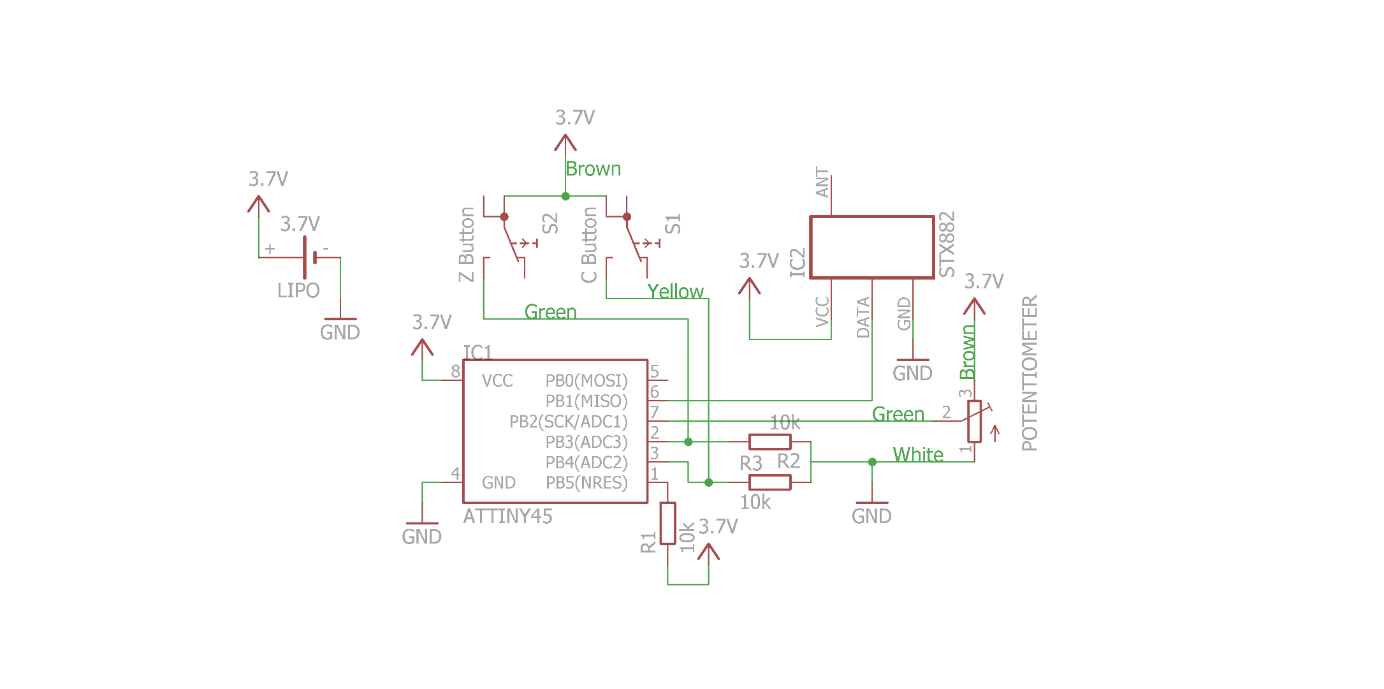 3.7V
Brown
3.7V
3.7V
+
-
LIPO
GND
Z Button
S2
C Button
S1
Green
Yellow
ANT
IC2
STX882
3.7V
VCC
DATA
GND
GND
3.7V
Brown
POTENTIOMETER
3
2
1
Green
White
GND
3.7V
IC1
8
VCC
4
GND
GND
ATTINY45
PB0(MOSI)
5
PB1(MISO)
6
PB2(SCK/ADC1)
7
PB3(ADC3)
2
PB4(ADC2)
3
PB5(NRES)
1
10k
R3
R2
10k
R1
10k
3.7V